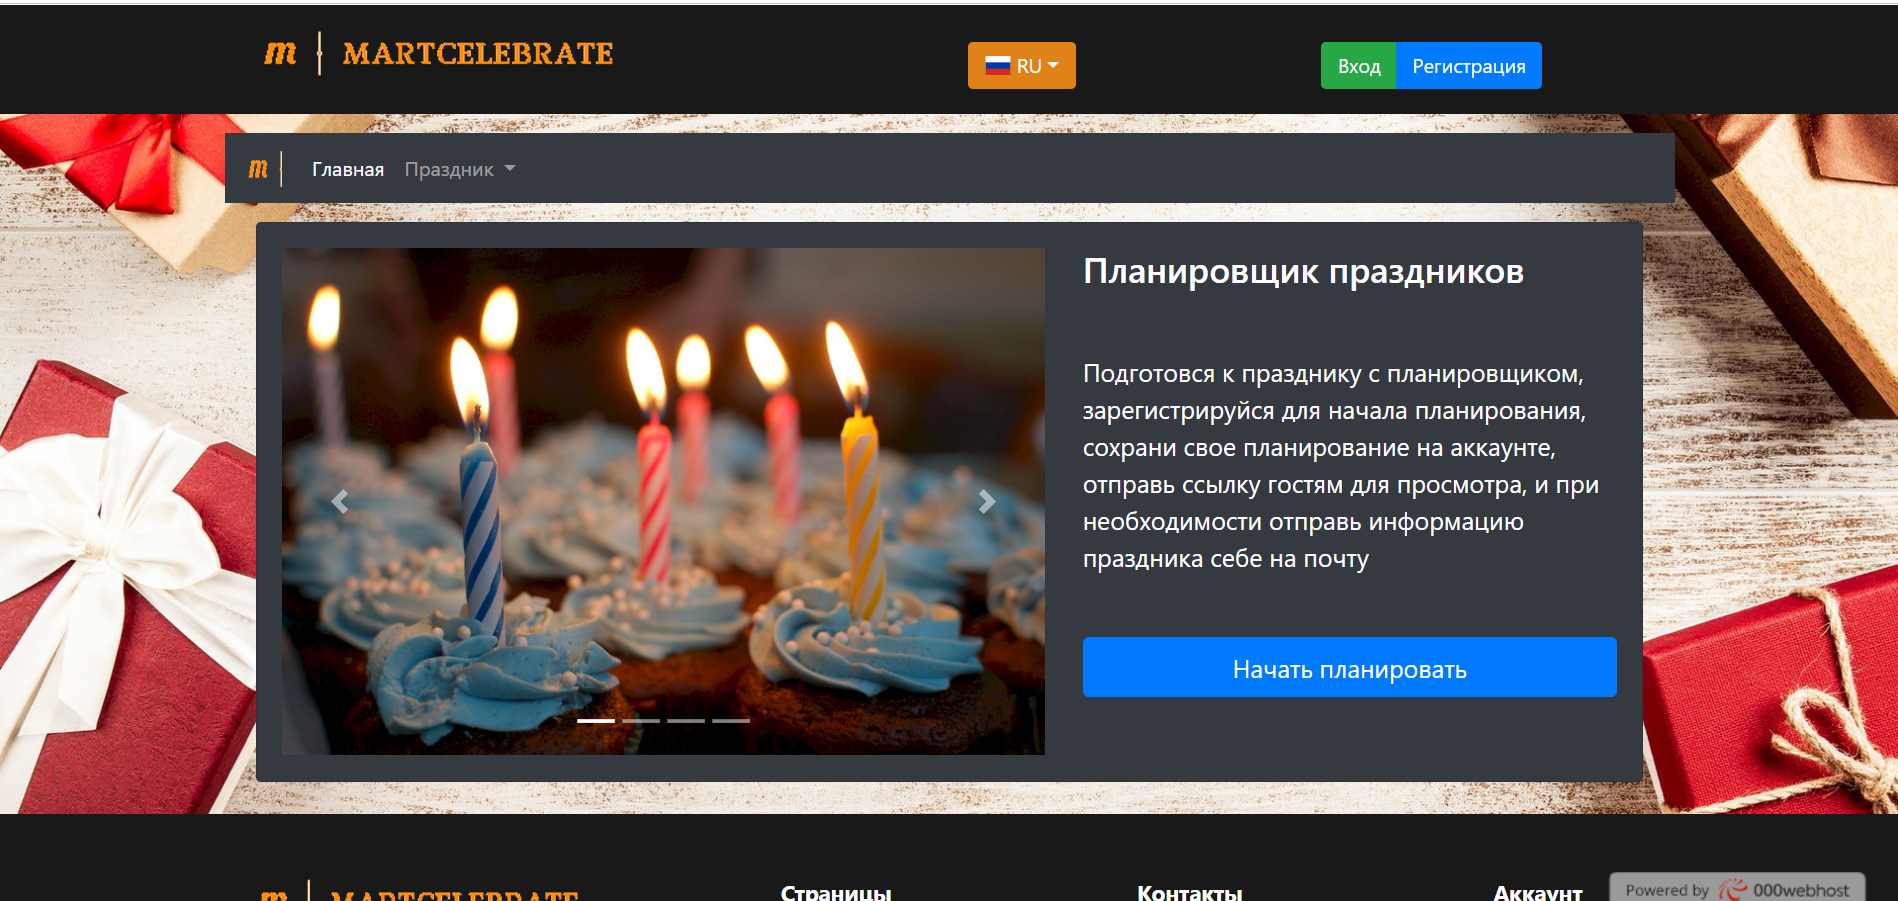 m MARTCELEBRATE
RU
Вход Регистрация
m Главная Праздник
Планировщик праздников
Подготовся к празднику с планировщиком,
зарегистрируйся для начала планирования,
сохрани свое планирование на аккаунте,
отправь ссылку гостям для просмотра, и при
необходимости отправь информацию
праздника себе на почту
Начать планировать
m MARTCELEBRATE
Страницы
Контакты
Аккаунт
Powered by 000webhost